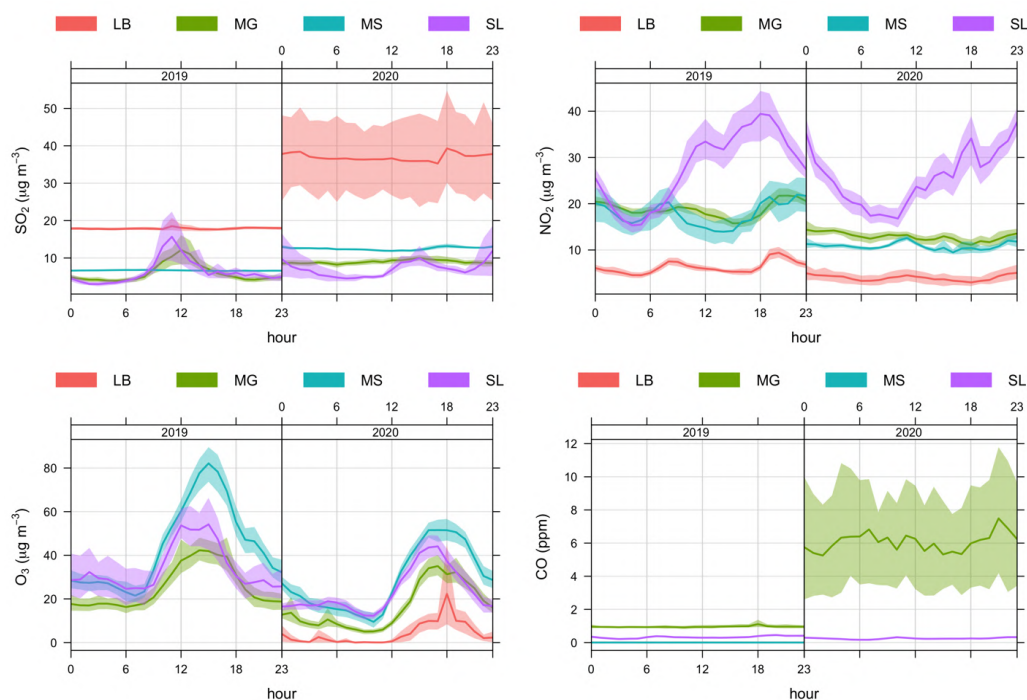 LB MG MS SL
0 6 12 18 23
2019 2020
50
40
30
20
10
SO2 (µg m−3)
0 6 12 18 23
hour
LB MG MS SL
0 6 12 18 23
2019 2020
40
30
20
10
NO2 (µg m−3)
0 6 12 18 23
hour
LB MG MS SL
0 6 12 18 23
2019 2020
80
60
40
20
0
O3 (µg m−3)
0 6 12 18 23
hour
LB MG MS SL
0 6 12 18 23
2019 2020
12
10
8
6
4
2
0
CO (ppm)
0 6 12 18 23
hour